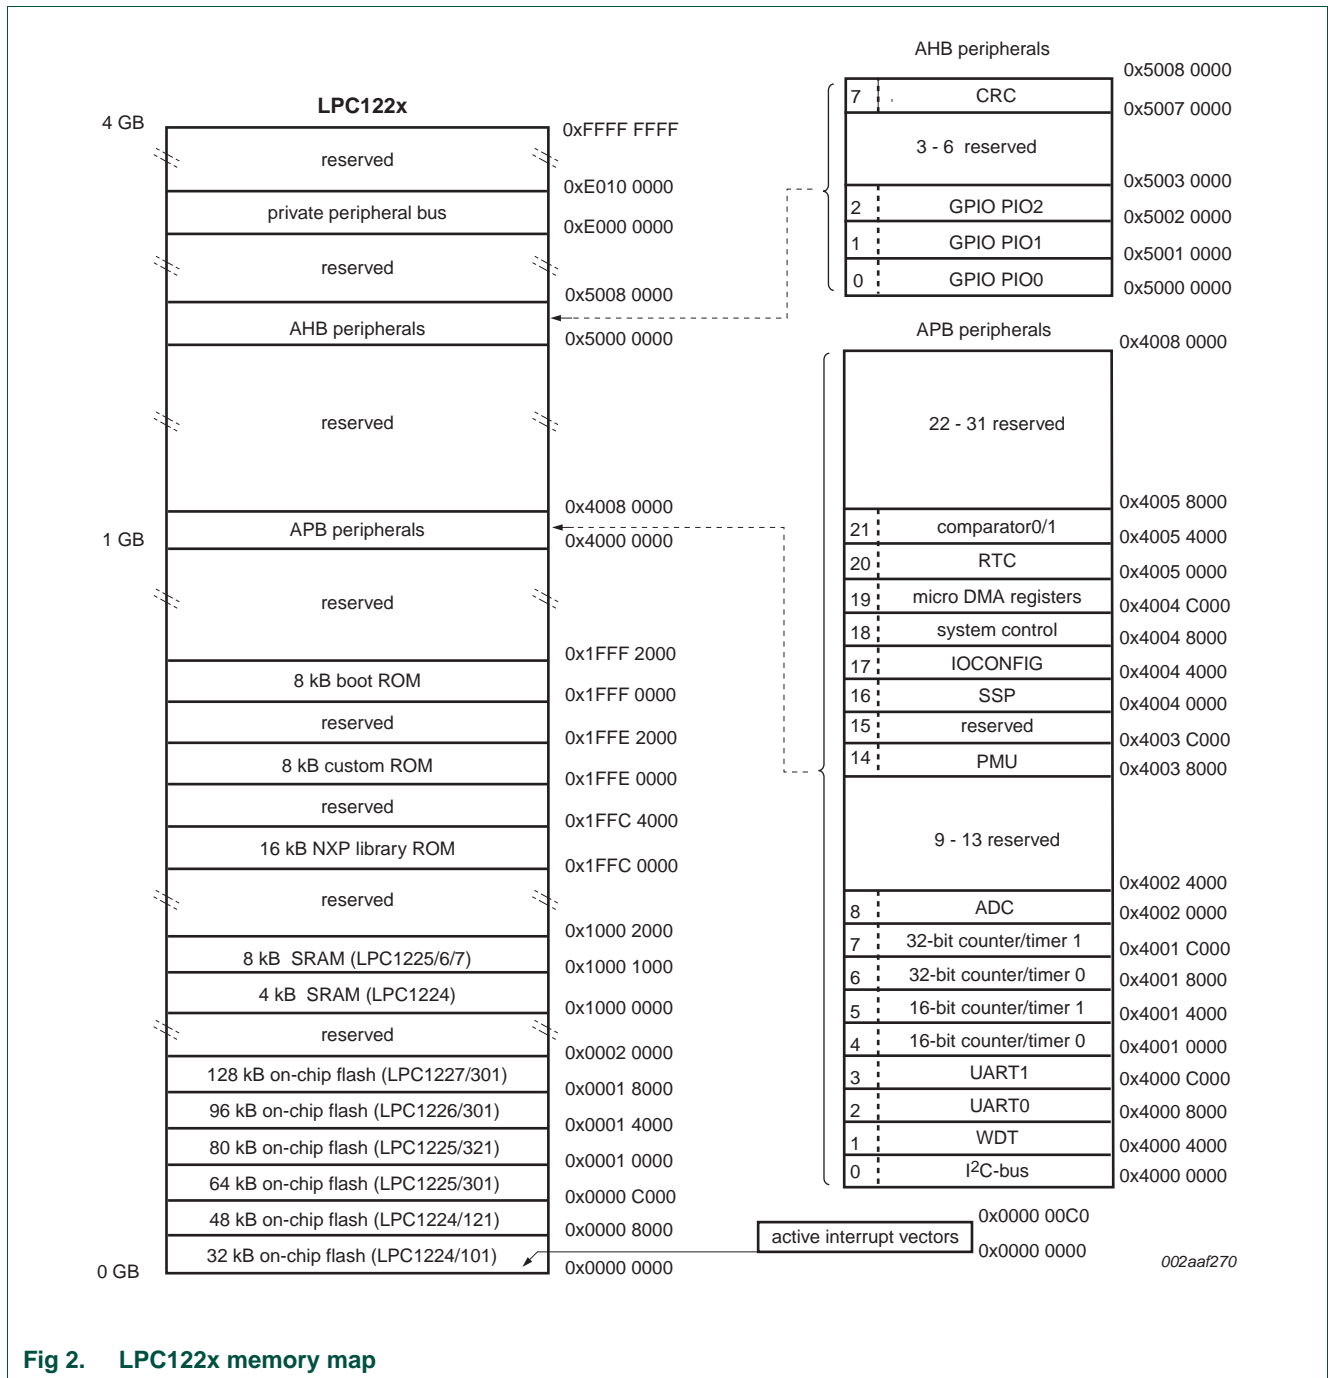 LPC122x
4 GB
0xFFFF FFFF
reserved
0xE010 0000
private peripheral bus
0xE000 0000
reserved
0x5008 0000
AHB peripherals
0x5000 0000
reserved
0x4008 0000
APB peripherals
1 GB
0x4000 0000
reserved
0x1FFF 2000
8 kB boot ROM
0x1FFF 0000
reserved
0x1FFE 2000
8 kB custom ROM
0x1FFE 0000
reserved
0x1FFC 4000
16 kB NXP library ROM
0x1FFC 0000
reserved
0x1000 2000
8 kB SRAM (LPC1225/6/7)
0x1000 1000
4 kB SRAM (LPC1224)
0x1000 0000
reserved
0x0002 0000
128 kB on-chip flash (LPC1227/301)
0x0001 8000
96 kB on-chip flash (LPC1226/301)
0x0001 4000
80 kB on-chip flash (LPC1225/321)
0x0001 0000
64 kB on-chip flash (LPC1225/301)
0x0000 C000
48 kB on-chip flash (LPC1224/121)
0x0000 8000
32 kB on-chip flash (LPC1224/101)
0 GB
0x0000 0000
AHB peripherals
0x5008 0000
7 CRC
0x5007 0000
3 - 6 reserved
0x5003 0000
2 GPIO PIO2
0x5002 0000
1 GPIO PIO1
0x5001 0000
0 GPIO PIO0
0x5000 0000
APB peripherals
0x4008 0000
22 - 31 reserved
0x4005 8000
21 comparator0/1
0x4005 4000
20 RTC
0x4005 0000
19 micro DMA registers
0x4004 C000
18 system control
0x4004 8000
17 IOCONFIG
0x4004 4000
16 SSP
0x4004 0000
15 reserved
0x4003 C000
14 PMU
0x4003 8000
9 - 13 reserved
0x4002 4000
8 ADC
0x4002 0000
7 32-bit counter/timer 1
0x4001 C000
6 32-bit counter/timer 0
0x4001 8000
5 16-bit counter/timer 1
0x4001 4000
4 16-bit counter/timer 0
0x4001 0000
3 UART1
0x4000 C000
2 UART0
0x4000 8000
1 WDT
0x4000 4000
0 I2C-bus
0x4000 0000
0x0000 00C0
active interrupt vectors
0x0000 0000
002aaf270
Fig 2. LPC122x memory map